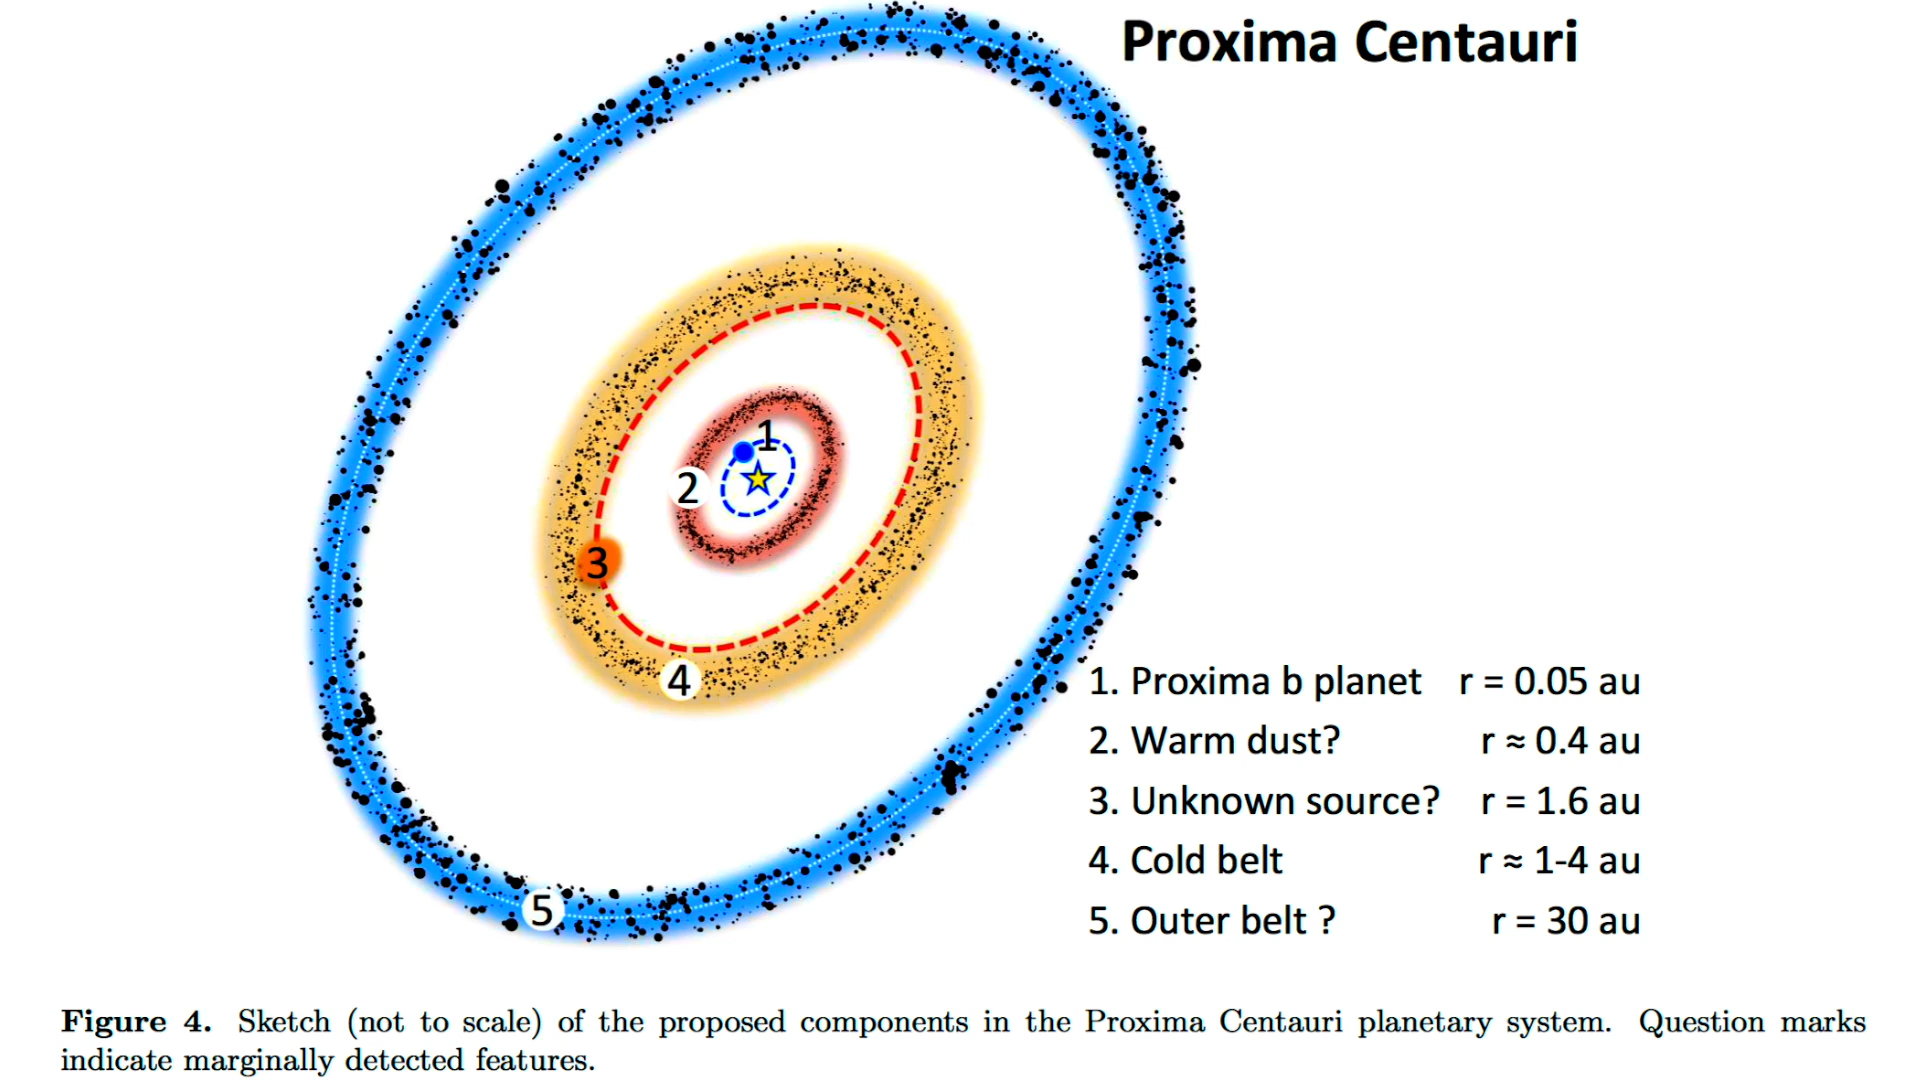 Proxima Centauri
1
2
3
4
5
1. Proxima b planet r = 0.05 au
2. Warm dust? r ≈ 0.4 au
3. Unknown source? r = 1.6 au
4. Cold belt r ≈ 1-4 au
5. Outer belt ? r = 30 au
Figure 4. Sketch (not to scale) of the proposed components in the Proxima Centauri planetary system. Question marks
indicate marginally detected features.